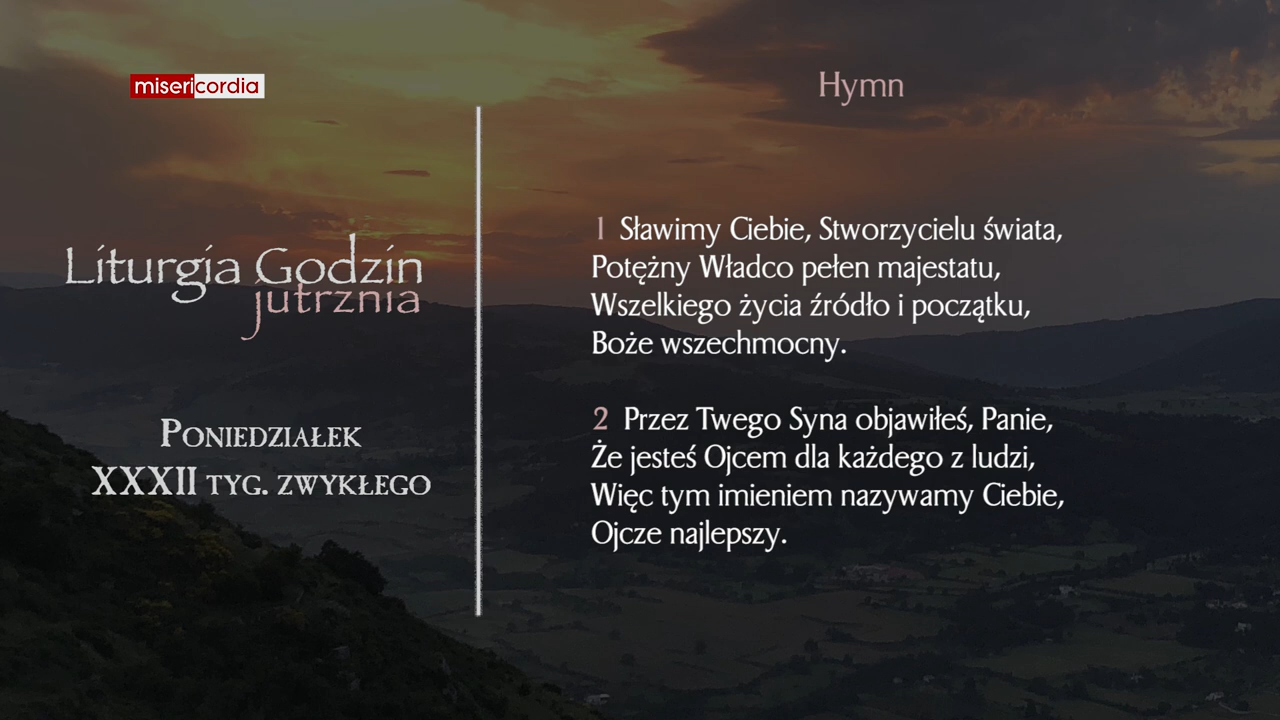 misericordia
Liturgia Godzin
jutrznia
Poniedziałek
XXXII tyg. zwykłego
Hymn
1 Sławimy Ciebie, Stworzycielu świata,
Potężny Władco pełen majestatu,
Wszelkiego życia źródło i początku,
Boże wszechmocny.
2 Przez Twego Syna objawiłeś, Panie,
Że jesteś Ojcem dla każdego z ludzi,
Więc tym imieniem nazywamy Ciebie,
Ojcze najlepszy.